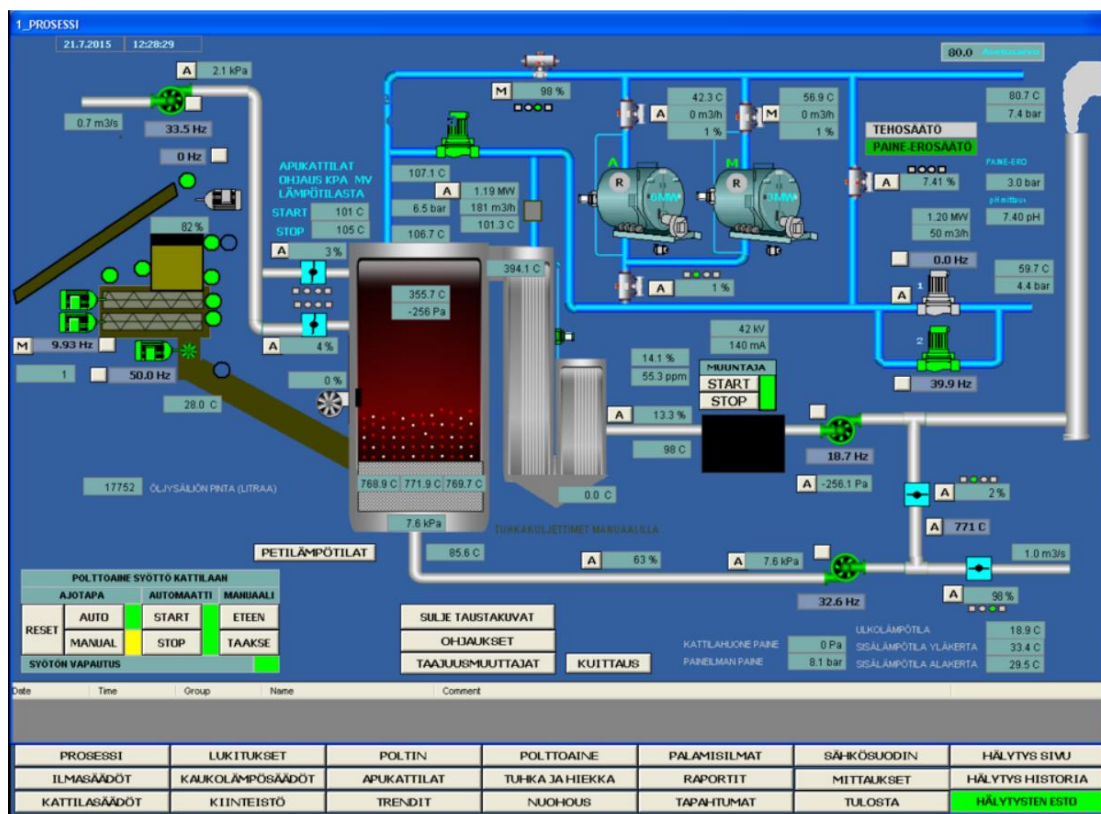 1_PROSESSI
21.7.2015 12:28:29
80.0 Asetusarvo
A 2.1 kPa
0.7 m3/s
33.5 Hz
0 Hz
M 98 %
42.3 C
A 0 m3/h
1 %
56.9 C
M 0 m3/h
1 %
80.7 C
7.4 bar
TEHOSÄÄTÖ
PAINE-EROSÄÄTÖ
A 7.41 %
PAINE-ERO
3.0 bar
pH mittaus
7.40 pH
APUKATTILAT
OHJAUS KPA MV
LÄMPÖTILASTA
START 101 C
STOP 105 C
107.1 C
6.5 bar
106.7 C
A 1.19 MW
181 m3/h
101.3 C
A
R
M
R
1.20 MW
50 m3/h
82 %
A 3 %
394.1 C
355.7 C
-256 Pa
A 1 %
0.0 Hz
A 1
59.7 C
4.4 bar
2
39.9 Hz
M 9.93 Hz
1
50.0 Hz
28.0 C
A 4 %
0 %
42 kV
140 mA
14.1 %
55.3 ppm
MUUNTAJA
START
STOP
A 13.3 %
98 C
18.7 Hz
A -256.1 Pa
17752 ÖLJYSÄILIÖN PINTA (LITRAA)
768.9 C 771.9 C 769.7 C
0.0 C
7.6 kPa
TUHKAKULJETTIMET MANUAALILLA
A 2 %
A 771 C
PETILÄMPÖTILAT
85.6 C
A 63 %
A 7.6 kPa
1.0 m3/s
32.6 Hz
A 98 %
POLTTOAINE SYÖTTÖ KATTILAAN
AJOTAPA AUTOMAATTI MANUAALI
RESET AUTO START ETEEN
MANUAL STOP TAAKSE
SYÖTÖN VAPAUTUS
SULJE TAUSTAKUVAT
OHJAUKSET
TAAJUUSMUUTTAJAT KUITTAUS
KATTILAHUONE PAINE 0 Pa
PAINEILMAN PAINE 8.1 bar
ULKOLÄMPÖTILA 18.9 C
SISÄLÄMPÖTILA YLÄKERTA 33.4 C
SISÄLÄMPÖTILA ALAKERTA 29.5 C
Date Time Group Name Comment
PROSESSI LUKITUKSET POLTIN POLTTOAINE PALAMISILMAT SÄHKÖSUODIN HÄLYTYS SIVU
ILMASÄÄDÖT KAUKOLÄMPÖSÄÄDÖT APUKATTILAT TUHKA JA HIEKKA RAPORTIT MITTAUKSET HÄLYTYS HISTORIA
KATTILASÄÄDÖT KIINTEISTÖ TRENDIT NUOHOUS TAPAHTUMAT TULOSTA HÄLYTYSTEN ESTO